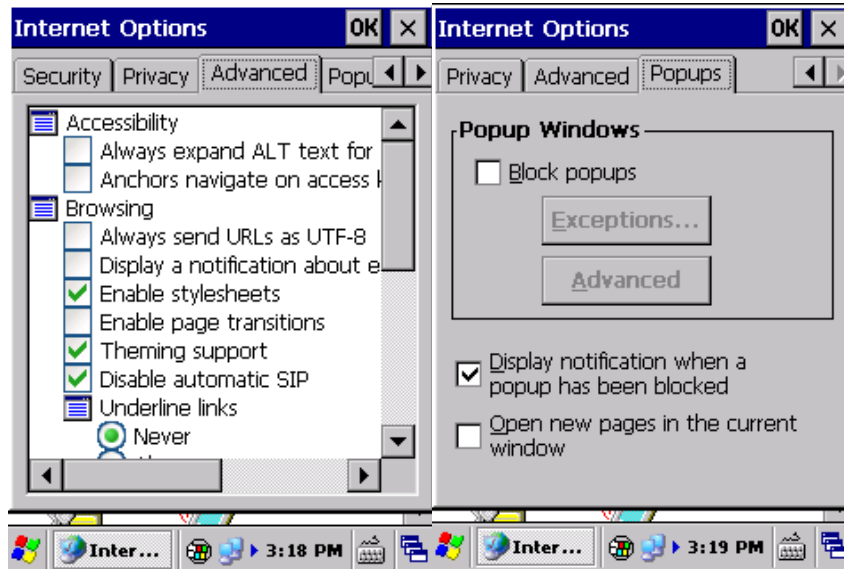 Internet Options OK
Security Privacy Advanced Popu
Accessibility
Always expand ALT text for
Anchors navigate on access
Browsing
Always send URLs as UTF-8
Display a notification about e
Enable stylesheets
Enable page transitions
Theming support
Disable automatic SIP
Underline links
Never
Inter... 3:18 PM
Internet Options OK
Privacy Advanced Popups
Popup Windows
Block popups
Exceptions...
Advanced
Display notification when a
popup has been blocked
Open new pages in the current
window
Inter... 3:19 PM